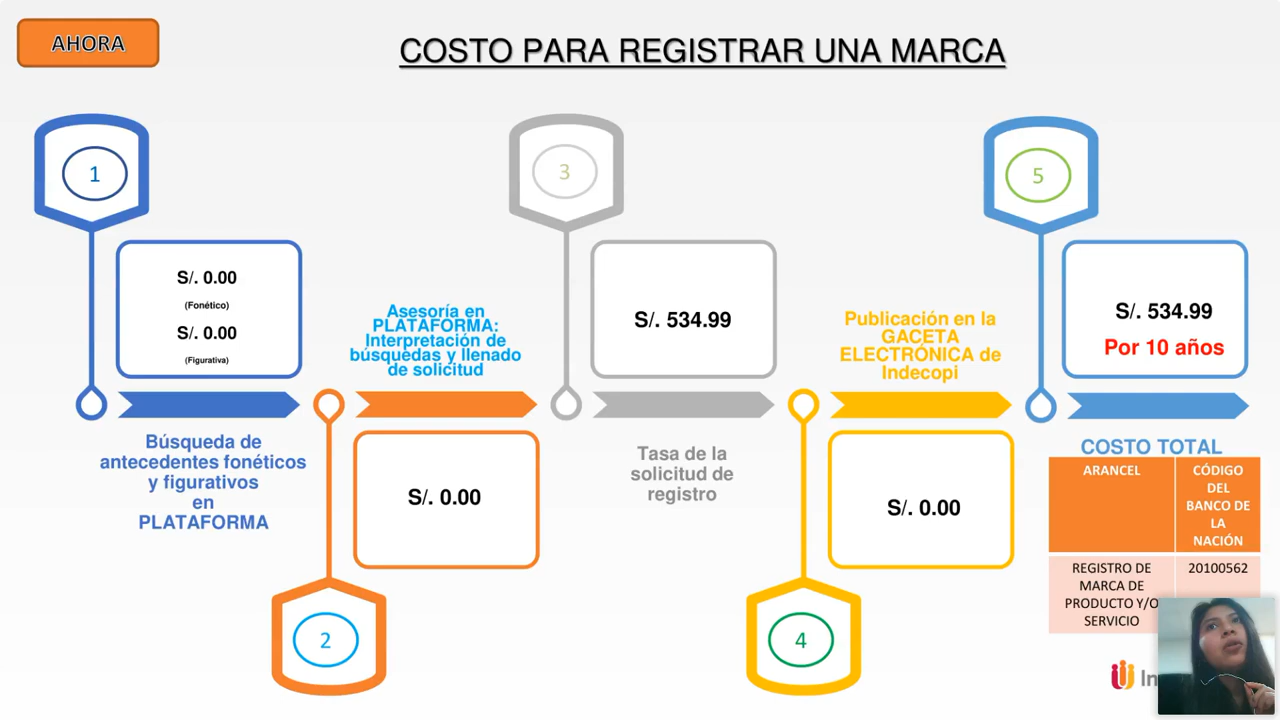 AHORA
COSTO PARA REGISTRAR UNA MARCA
1
S/. 0.00
(Fonético)
S/. 0.00
(Figurativa)
Búsqueda de
antecedentes fonéticos
y figurativos
en
PLATAFORMA
Asesoría en
PLATAFORMA:
Interpretación de
búsquedas y llenado
de solicitud
S/. 0.00
2
3
S/. 534.99
Tasa de la
solicitud de
registro
Publicación en la
GACETA
ELECTRÓNICA de
Indecopi
S/. 0.00
4
5
S/. 534.99
Por 10 años
COSTO TOTAL
ARANCEL
CÓDIGO
DEL
BANCO DE
LA
NACIÓN
REGISTRO DE
MARCA DE
PRODUCTO Y/O
SERVICIO
20100562